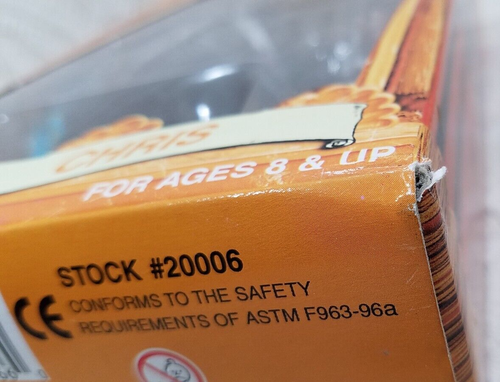 CHRIS
FOR AGES 8 & UP
STOCK #20006
CE CONFORMS TO THE SAFETY
REQUIREMENTS OF ASTM F963-96a